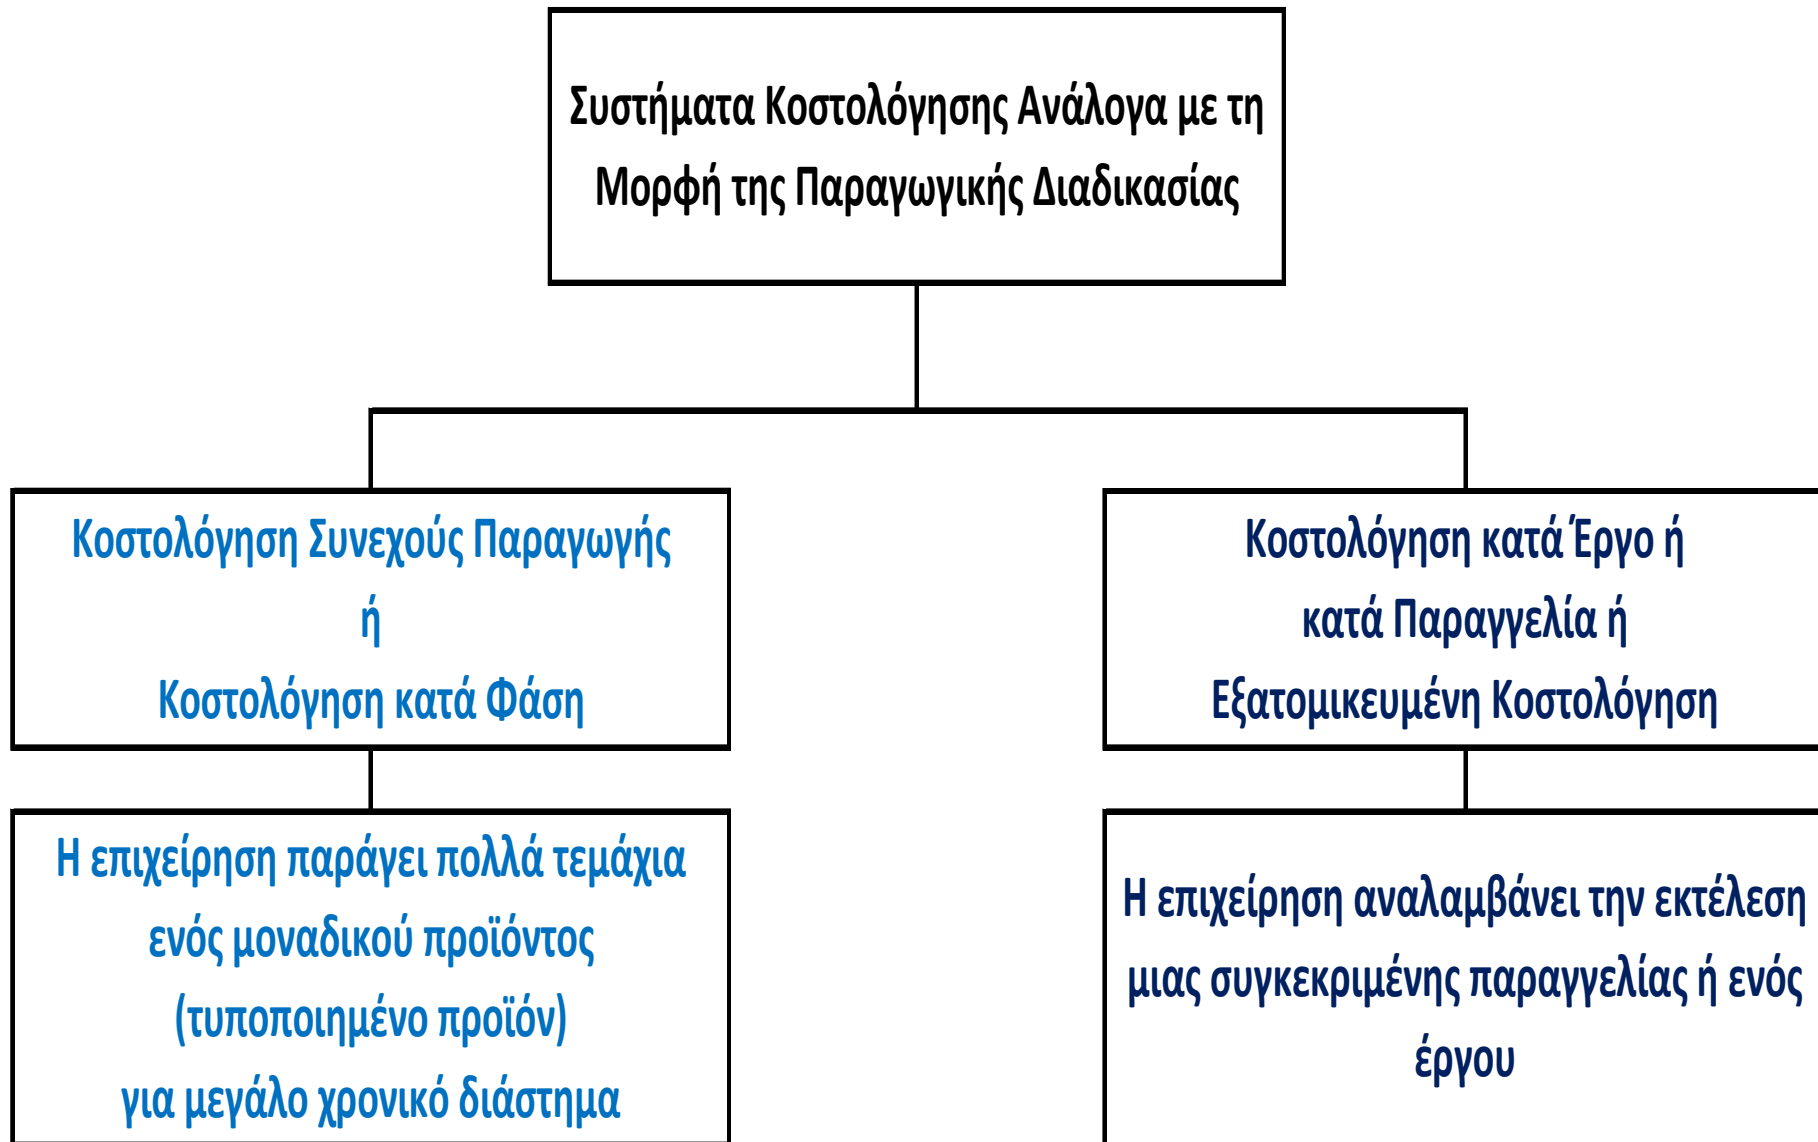 Συστήματα Κοστολόγησης Ανάλογα με τη
Μορφή της Παραγωγικής Διαδικασίας
Κοστολόγηση Συνεχούς Παραγωγής
ή
Κοστολόγηση κατά Φάση
Η επιχείρηση παράγει πολλά τεμάχια
ενός μοναδικού προϊόντος
(τυποποιημένο προϊόν)
για μεγάλο χρονικό διάστημα
Κοστολόγηση κατά Έργο ή
κατά Παραγγελία ή
Εξατομικευμένη Κοστολόγηση
Η επιχείρηση αναλαμβάνει την εκτέλεση
μιας συγκεκριμένης παραγγελίας ή ενός
έργου